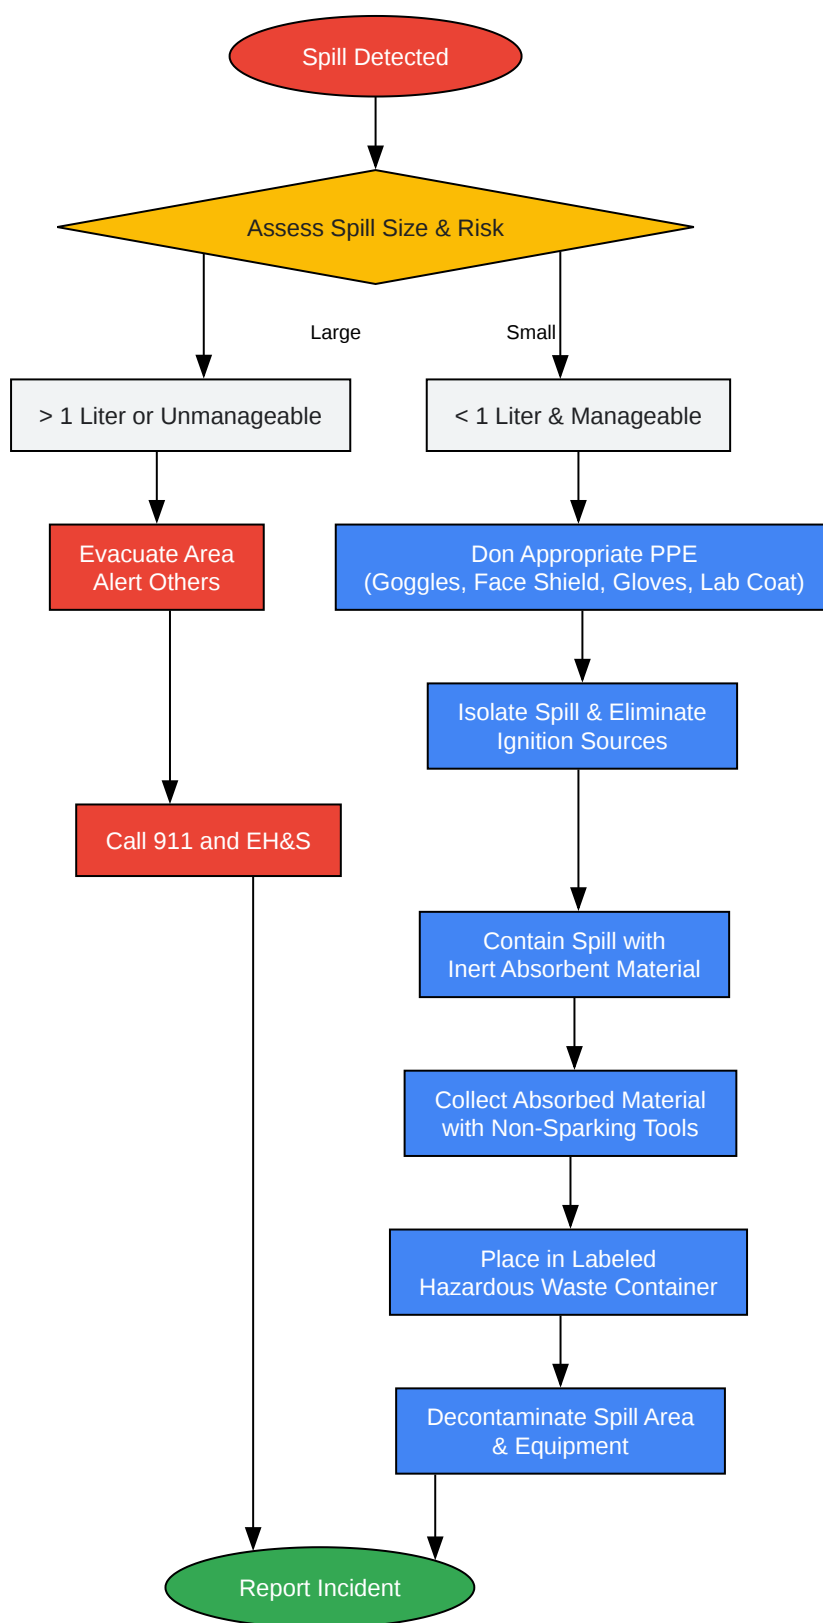 Spill Detected
Assess Spill Size & Risk
Large
Small
> 1 Liter or Unmanageable
< 1 Liter & Manageable
Evacuate Area
Alert Others
Don Appropriate PPE
(Goggles, Face Shield, Gloves, Lab Coat)
Isolate Spill & Eliminate
Ignition Sources
Call 911 and EH&S
Contain Spill with
Inert Absorbent Material
Collect Absorbed Material
with Non-Sparking Tools
Place in Labeled
Hazardous Waste Container
Decontaminate Spill Area
& Equipment
Report Incident